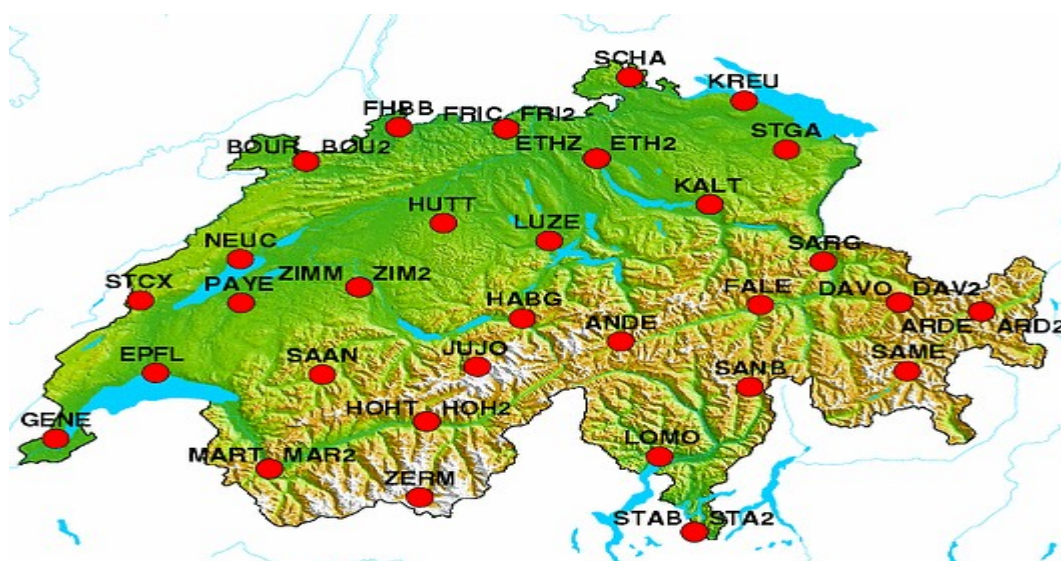 SCHA
KREU
FHBB FRIC FRI2
BOUR BOU2 ETHZ ETH2 STGA
HUTT LUZE KALT
NEUC SARG
STCX PAYE ZIMM ZIM2 HABG FALE DAVO DAV2
ANDE ARDE ARD2
EPFL SAAN JUJO SANB SAME
GENE HOHT HOH2
MART MAR2 ZERM LOMO
STAB STA2